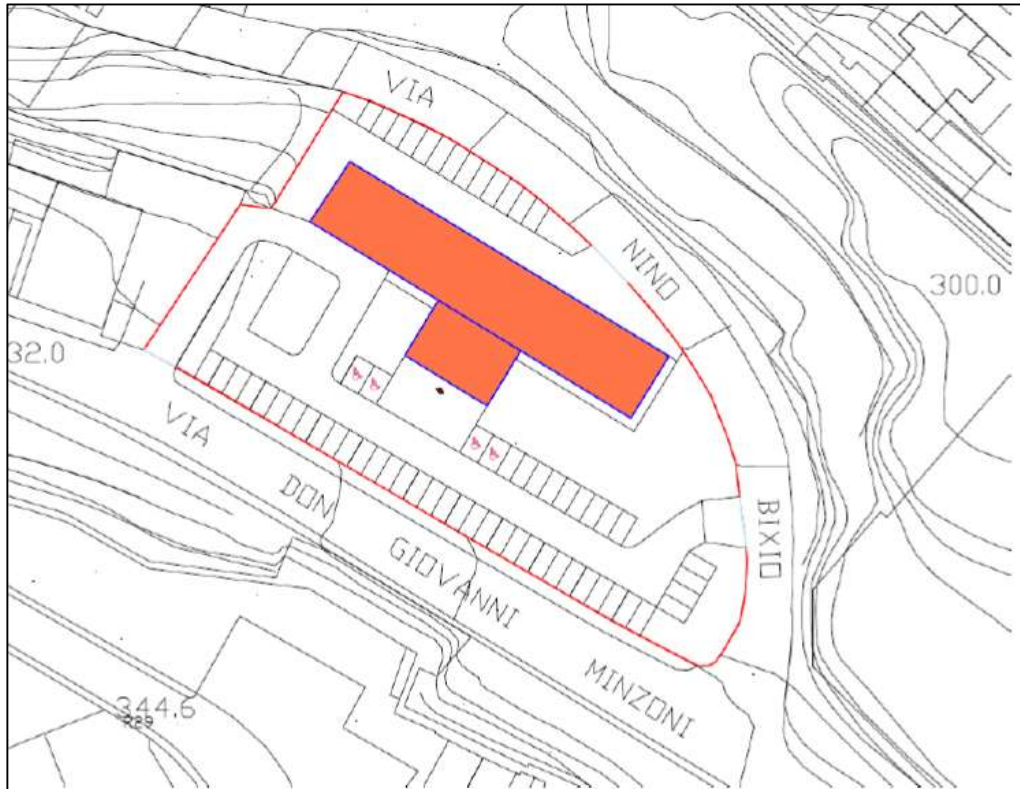 VIA
NINO
BIXIO
300.0
32.0
VIA
DON
GIOVANNI
MINZONI
344.6